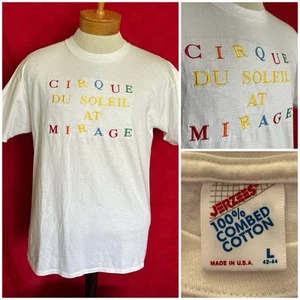 CIRQUE
DU SOLEIL
AT
MIRAGE
CIRQUE
DU SOLEIL
AT
MIRAGE
JERZEES
100%
COMBED
COTTON
MADE IN U.S.A.
L
42-44